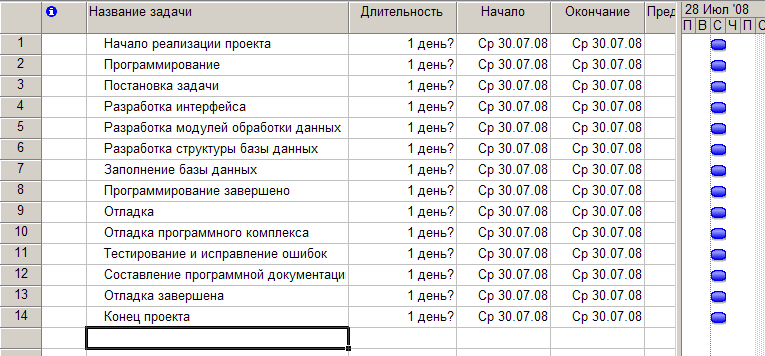 Название задачи Длительность Начало Окончание Пред 28 Июл '08
П В С Ч П С
1 Начало реализации проекта 1 день? Ср 30.07.08 Ср 30.07.08
2 Программирование 1 день? Ср 30.07.08 Ср 30.07.08
3 Постановка задачи 1 день? Ср 30.07.08 Ср 30.07.08
4 Разработка интерфейса 1 день? Ср 30.07.08 Ср 30.07.08
5 Разработка модулей обработки данных 1 день? Ср 30.07.08 Ср 30.07.08
6 Разработка структуры базы данных 1 день? Ср 30.07.08 Ср 30.07.08
7 Заполнение базы данных 1 день? Ср 30.07.08 Ср 30.07.08
8 Программирование завершено 1 день? Ср 30.07.08 Ср 30.07.08
9 Отладка 1 день? Ср 30.07.08 Ср 30.07.08
10 Отладка программного комплекса 1 день? Ср 30.07.08 Ср 30.07.08
11 Тестирование и исправление ошибок 1 день? Ср 30.07.08 Ср 30.07.08
12 Составление программной документаци 1 день? Ср 30.07.08 Ср 30.07.08
13 Отладка завершена 1 день? Ср 30.07.08 Ср 30.07.08
14 Конец проекта 1 день? Ср 30.07.08 Ср 30.07.08